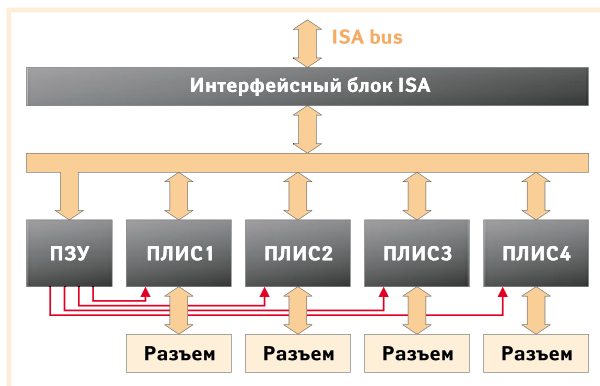 ISA bus
Интерфейсный блок ISA
ПЗУ
ПЛИС1
ПЛИС2
ПЛИС3
ПЛИС4
Разъем
Разъем
Разъем
Разъем